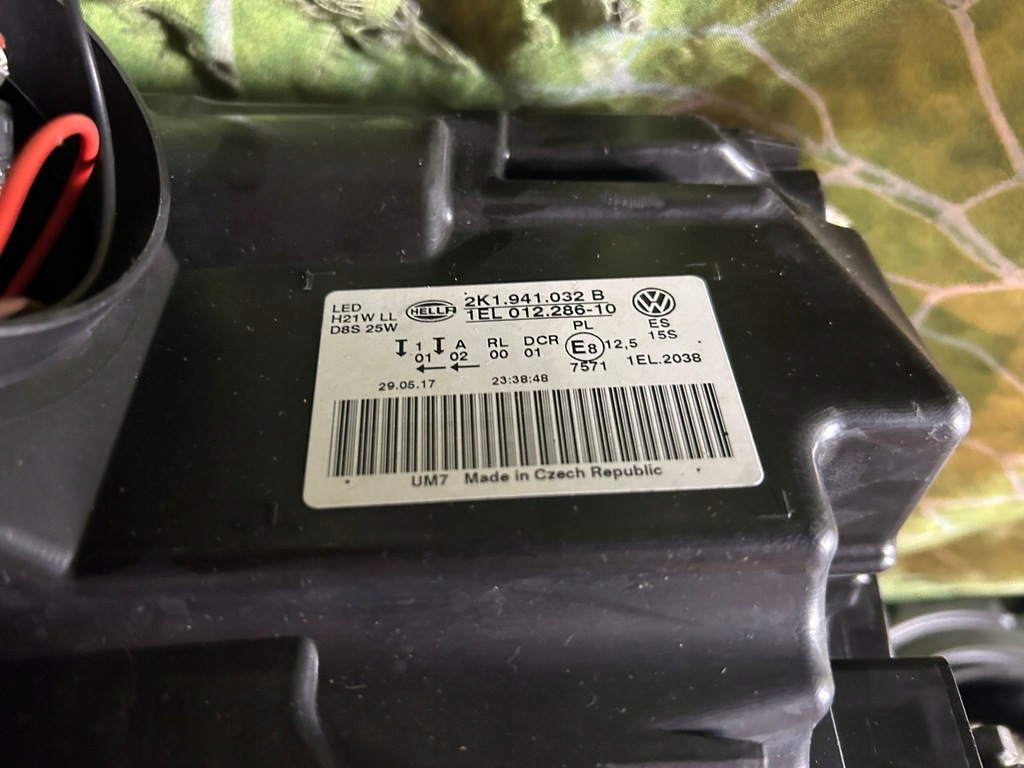 LED
H21W LL
D8S 25W
HELLA
2K1.941.032 B
1EL 012.286-10
VW
ES
15S
1 A RL DCR PL
01 02 00 01 E8 12,5
7571 1EL.2038
29.05.17 23:38:48
UM7 Made in Czech Republic